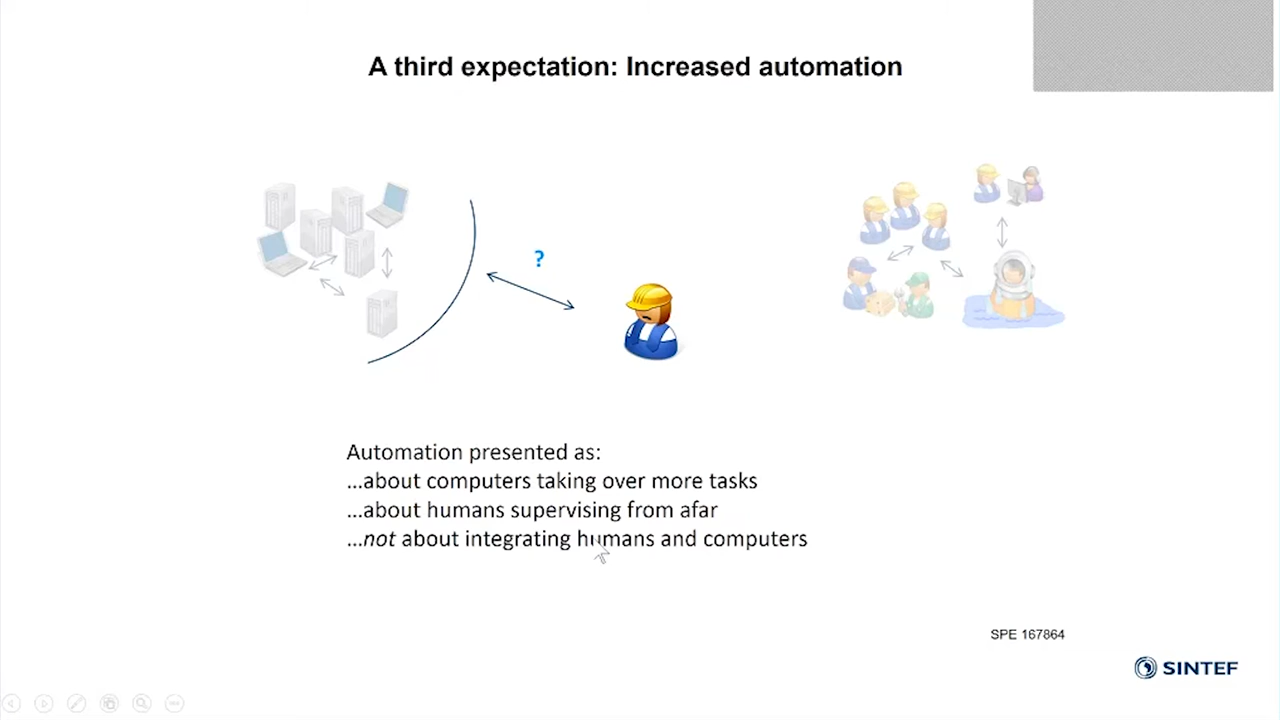 A third expectation: Increased automation
?
Automation presented as:
...about computers taking over more tasks
...about humans supervising from afar
...not about integrating humans and computers
SPE 167864
SINTEF